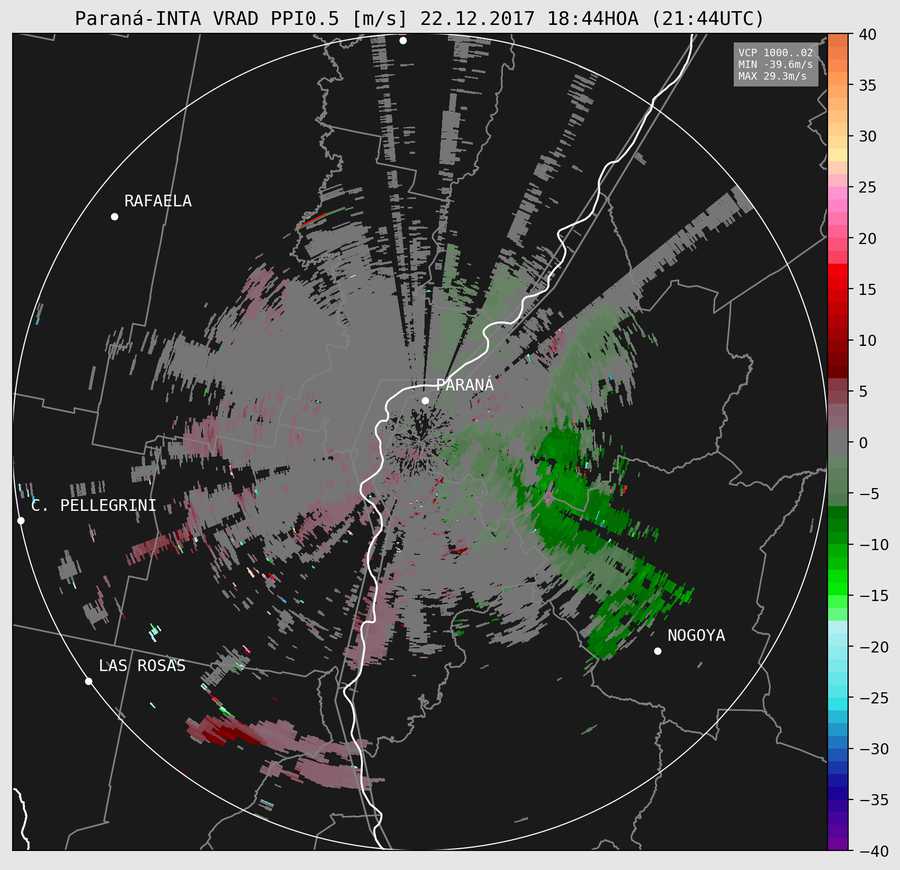 Paraná-INTA VRAD PPI0.5 [m/s] 22.12.2017 18:44HOA (21:44UTC)
VCP 1000..02
MIN -39.6m/s
MAX 29.3m/s
RAFAELA
PARANÁ
C. PELLEGRINI
NOGOYA
LAS ROSAS
40
35
30
25
20
15
10
5
0
−5
−10
−15
−20
−25
−30
−35
−40